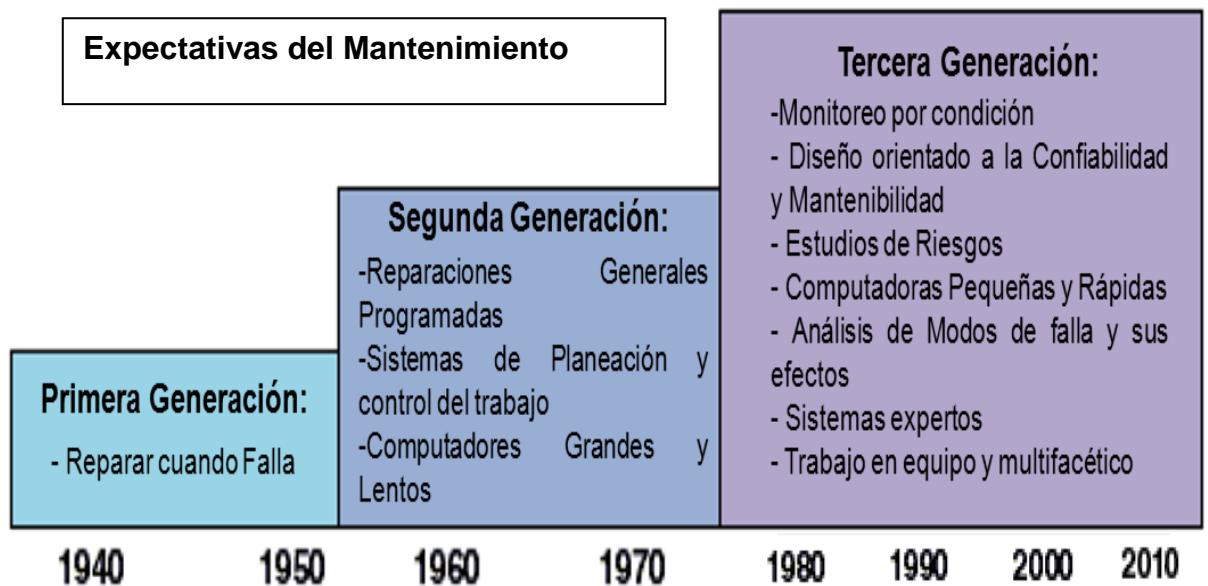 Expectativas del Mantenimiento
Primera Generación:
- Reparar cuando Falla
Segunda Generación:
-Reparaciones Generales
Programadas
-Sistemas de Planeación y
control del trabajo
-Computadores Grandes y
Lentos
Tercera Generación:
-Monitoreo por condición
- Diseño orientado a la Confiabilidad
y Mantenibilidad
- Estudios de Riesgos
- Computadoras Pequeñas y Rápidas
- Análisis de Modos de falla y sus
efectos
- Sistemas expertos
- Trabajo en equipo y multifacético
1940 1950 1960 1970 1980 1990 2000 2010